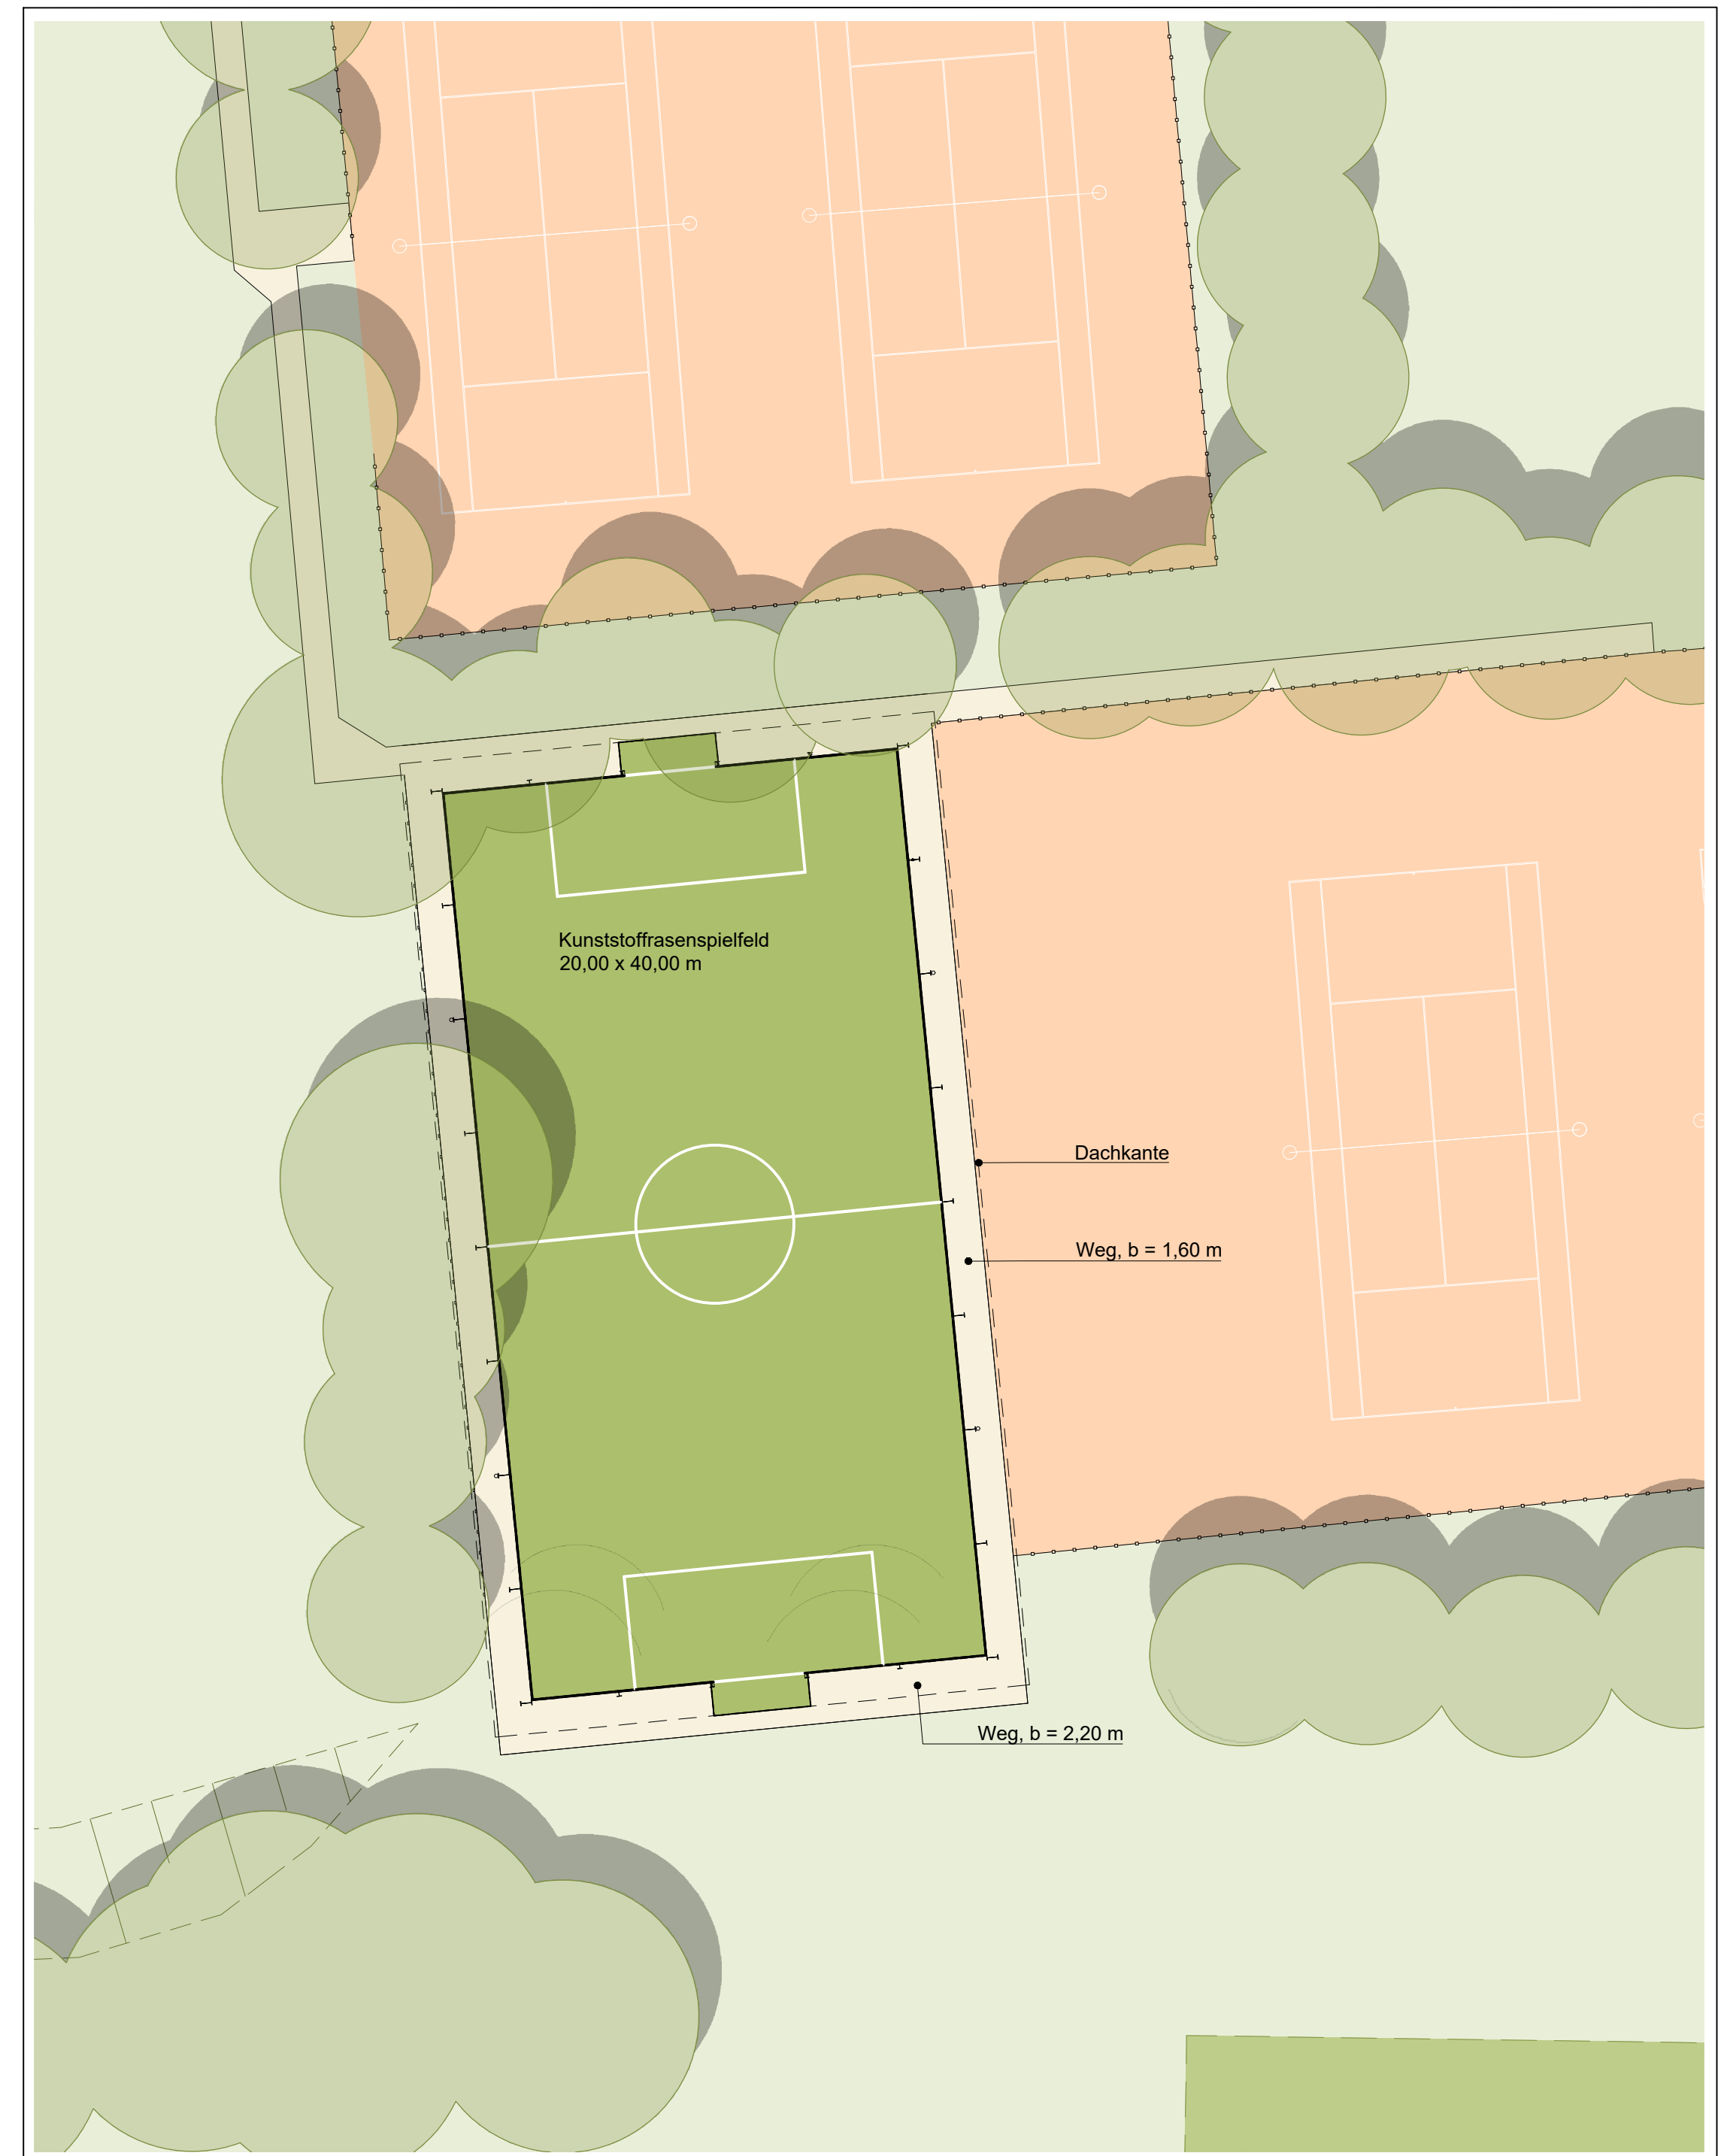 Kunststoffrasenspielfeld
20,00 x 40,00 m
Dachkante
Weg, b = 1,60 m
Weg, b = 2,20 m